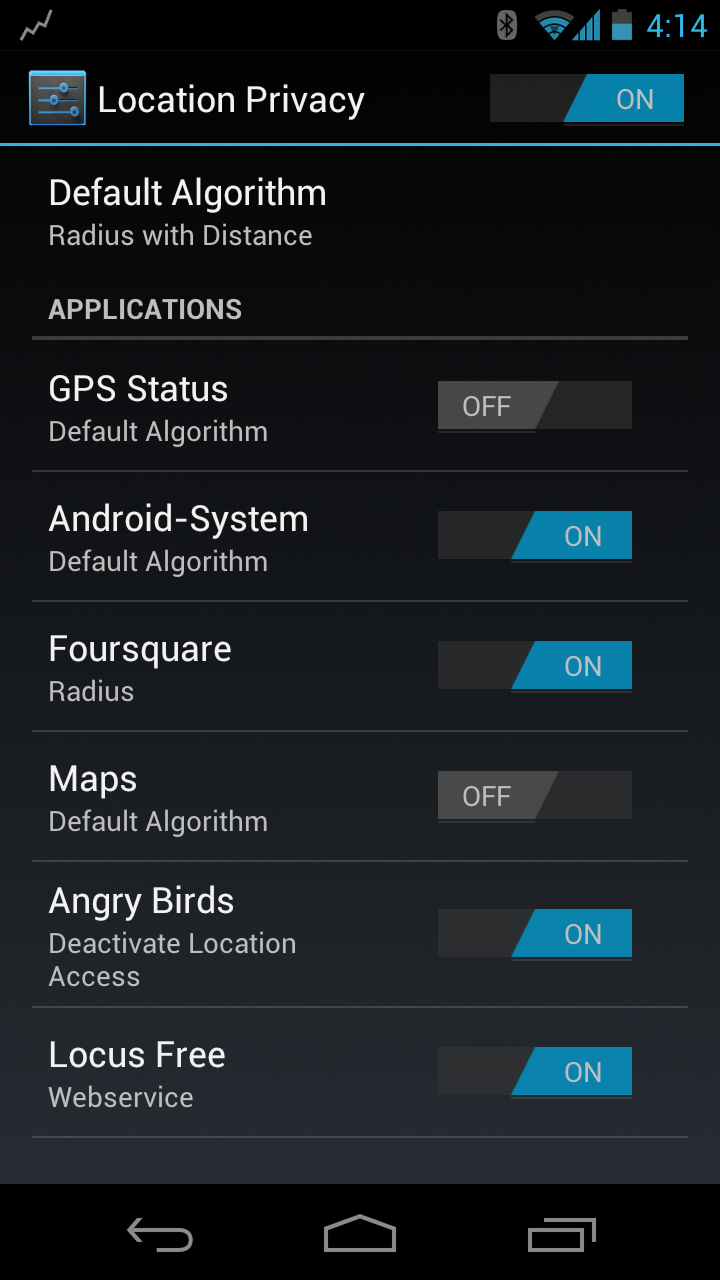 4:14
Location Privacy
ON
Default Algorithm
Radius with Distance
APPLICATIONS
GPS Status
Default Algorithm
OFF
Android-System
Default Algorithm
ON
Foursquare
Radius
ON
Maps
Default Algorithm
OFF
Angry Birds
Deactivate Location
Access
ON
Locus Free
Webservice
ON